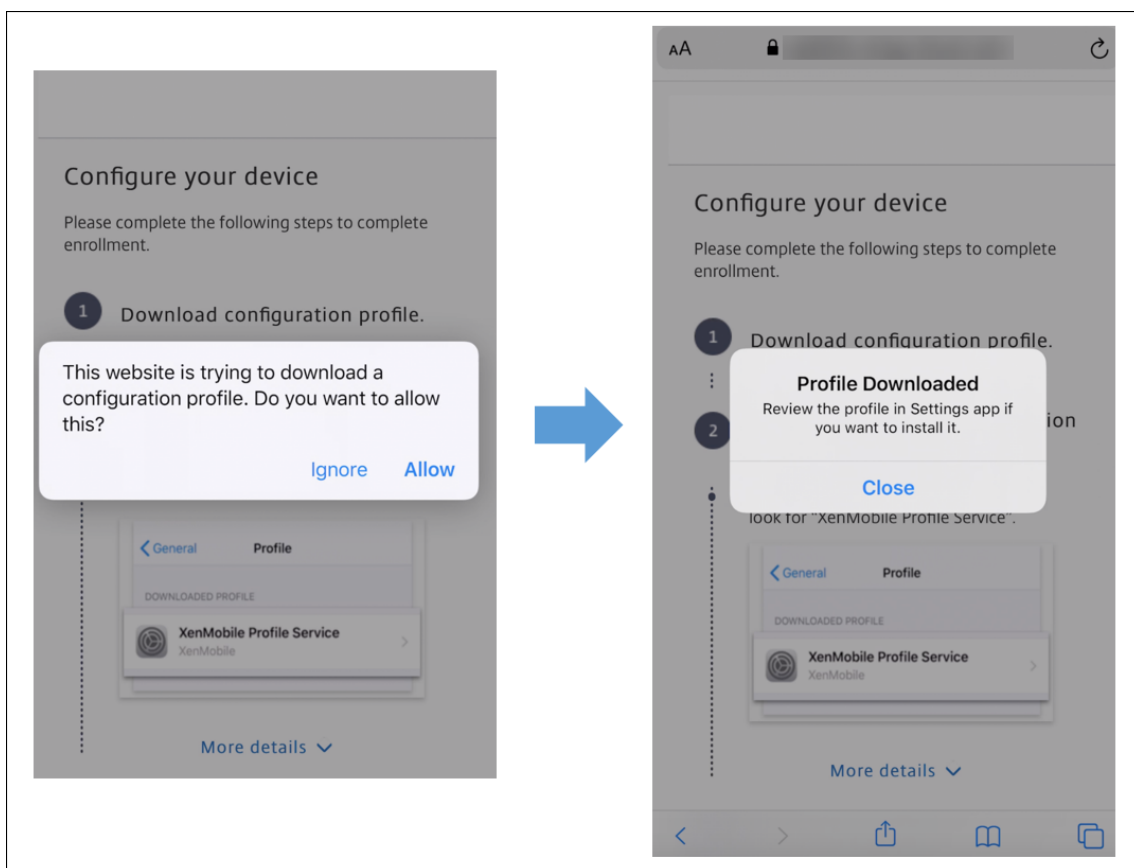 Configure your device
Please complete the following steps to complete
enrollment.
1
Download configuration profile.
This website is trying to download a
configuration profile. Do you want to allow
this?
Ignore
Allow
General
Profile
DOWNLOADED PROFILE
XenMobile Profile Service
XenMobile
More details
AA
Configure your device
Please complete the following steps to complete
enrollment.
1
Download configuration profile.
Profile Downloaded
Review the profile in Settings app if
you want to install it.
2
ion
Close
look for "XenMobile Profile Service".
General
Profile
DOWNLOADED PROFILE
XenMobile Profile Service
XenMobile
More details